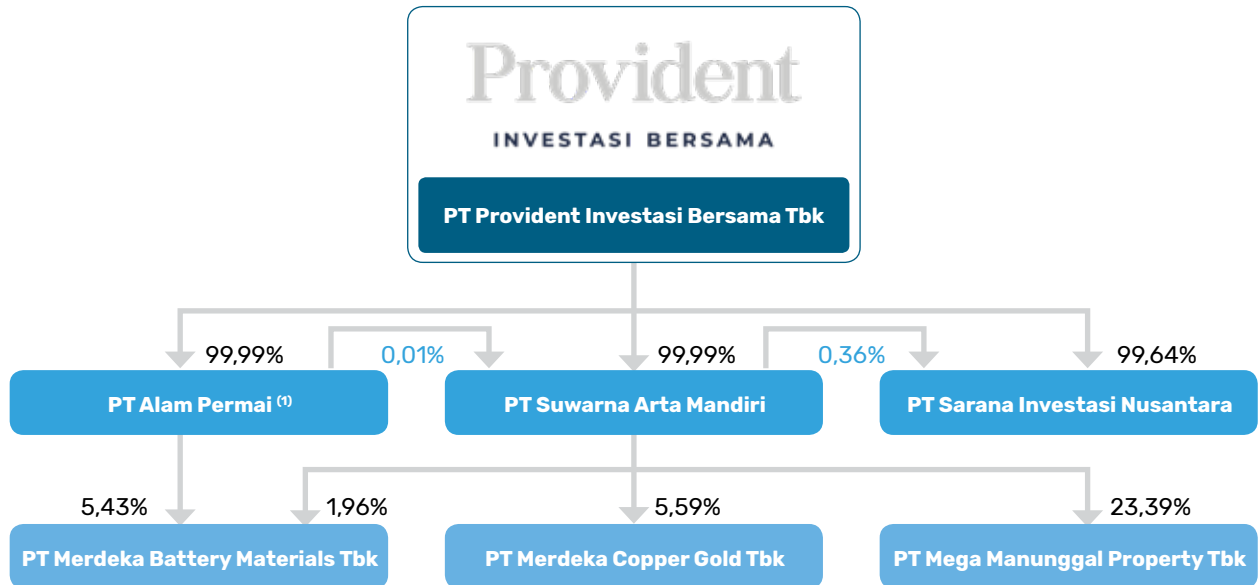 Provident
INVESTASI BERSAMA
PT Provident Investasi Bersama Tbk
99,99%
0,01%
99,99%
0,36%
99,64%
PT Alam Permai (1)
PT Suwarna Arta Mandiri
PT Sarana Investasi Nusantara
5,43%
1,96%
5,59%
23,39%
PT Merdeka Battery Materials Tbk
PT Merdeka Copper Gold Tbk
PT Mega Manunggal Property Tbk